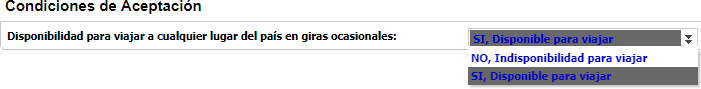 Condiciones de Aceptación
Disponibilidad para viajar a cualquier lugar del país en giras ocasionales: SI, Disponible para viajar
NO, Indisponibilidad para viajar
SI, Disponible para viajar